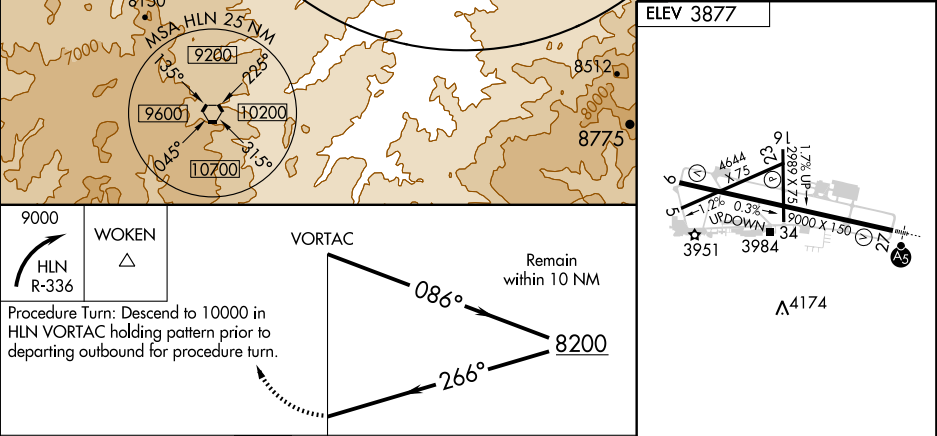 8150
7000
MSA HLN 25 NM
9200
135°
225°
9600
10200
045°
315°
10700
8512
8000
8775
9000
HLN
R-336
WOKEN
Procedure Turn: Descend to 10000 in
HLN VORTAC holding pattern prior to
departing outbound for procedure turn.
VORTAC
086°
Remain
within 10 NM
8200
266°
ELEV 3877
16
23
4644
X 75
2989 X 75
1.7% UP
V
P
9
5
1.2%
UP
0.3%
DOWN
9000 X 150
V
27
34
3951
3984
A5
4174